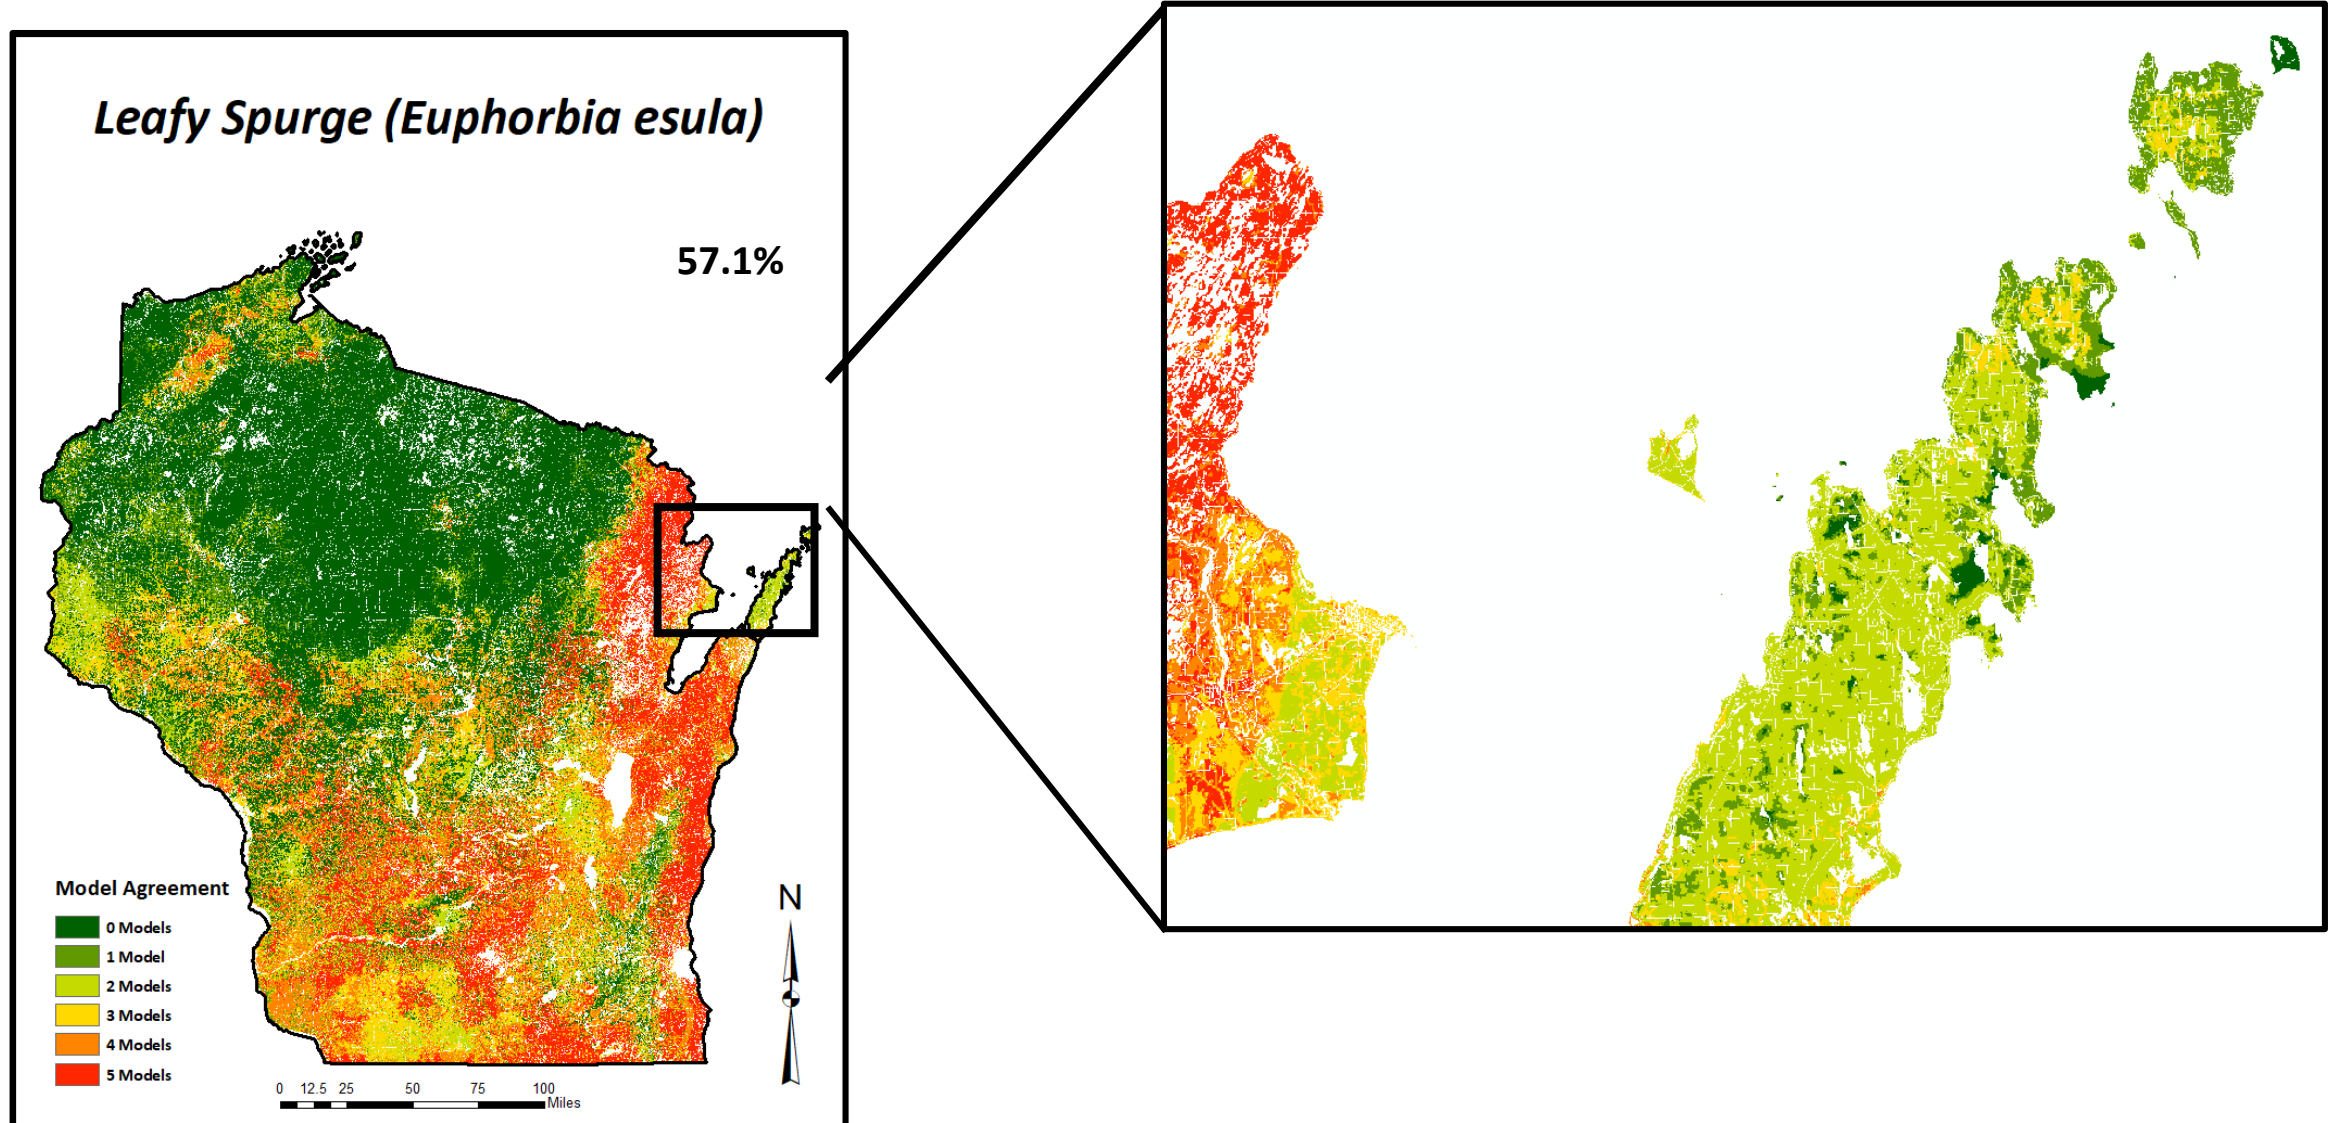 Leafy Spurge (Euphorbia esula)
57.1%
Model Agreement
0 Models
1 Model
2 Models
3 Models
4 Models
5 Models
N
0 12.5 25 50 75 100
Miles